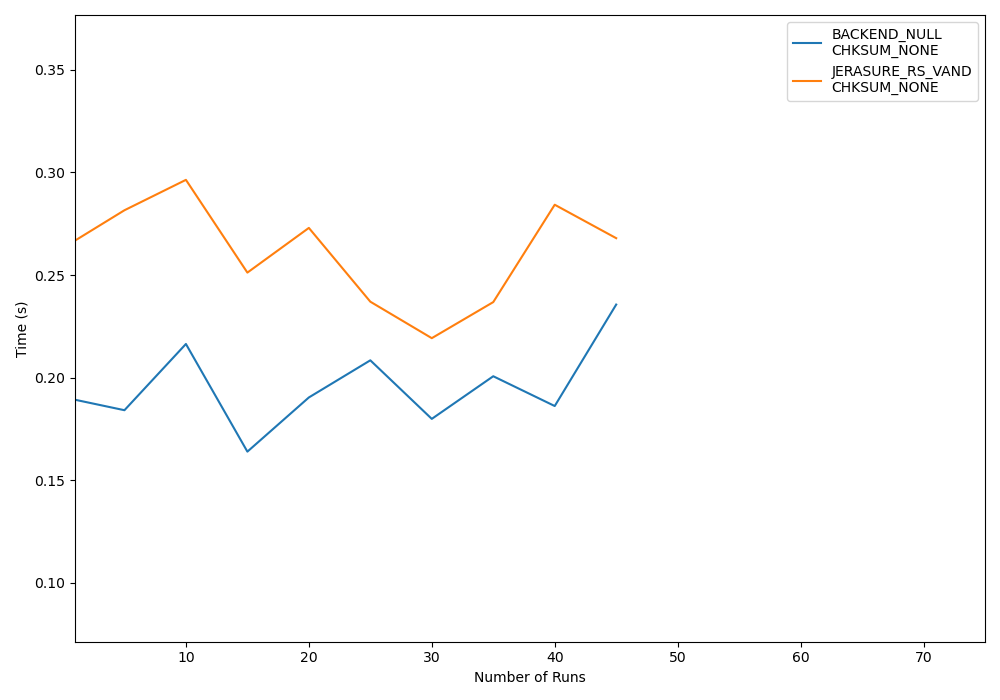 BACKEND_NULL
CHKSUM_NONE
JERASURE_RS_VAND
CHKSUM_NONE
0.35
0.30
0.25
0.20
0.15
0.10
Time (s)
10 20 30 40 50 60 70
Number of Runs